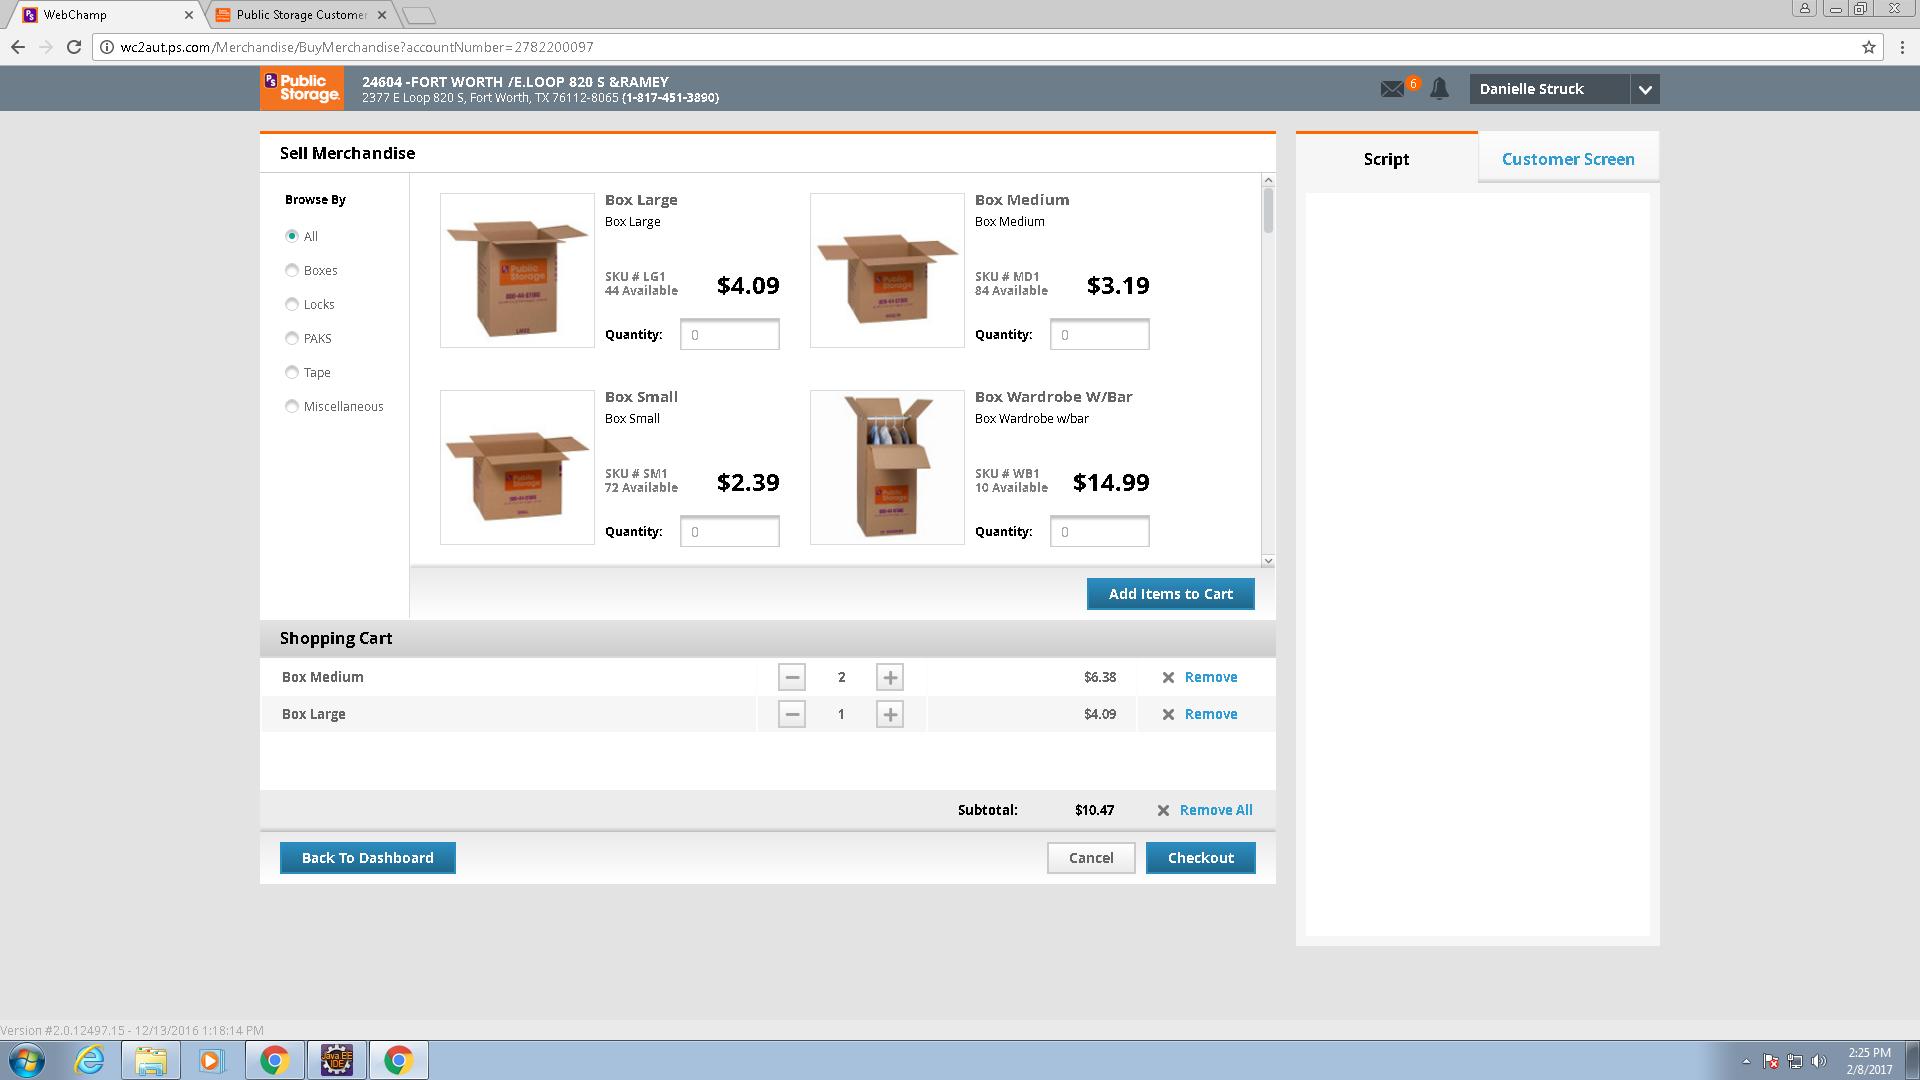 WebChamp
Public Storage Customer
wc2aut.ps.com/Merchandise/BuyMerchandise?accountNumber=2782200097
PS Public Storage.
24604 -FORT WORTH /E.LOOP 820 S &RAMEY
2377 E Loop 820 S, Fort Worth, TX 76112-8065 (1-817-451-3890)
6
Danielle Struck
Sell Merchandise
Script
Customer Screen
Browse By
All
Boxes
Locks
PAKS
Tape
Miscellaneous
Box Large
Box Large
SKU # LG1
44 Available
$4.09
Quantity: 0
Box Medium
Box Medium
SKU # MD1
84 Available
$3.19
Quantity: 0
Box Small
Box Small
SKU # SM1
72 Available
$2.39
Quantity: 0
Box Wardrobe W/Bar
Box Wardrobe w/bar
SKU # WB1
10 Available
$14.99
Quantity: 0
Add Items to Cart
Shopping Cart
Box Medium 2 $6.38 Remove
Box Large 1 $4.09 Remove
Subtotal: $10.47 Remove All
Back To Dashboard
Cancel
Checkout
Version #2.0.12497.15 - 12/13/2016 1:18:14 PM
Java EE
IDE
2:25 PM
2/8/2017